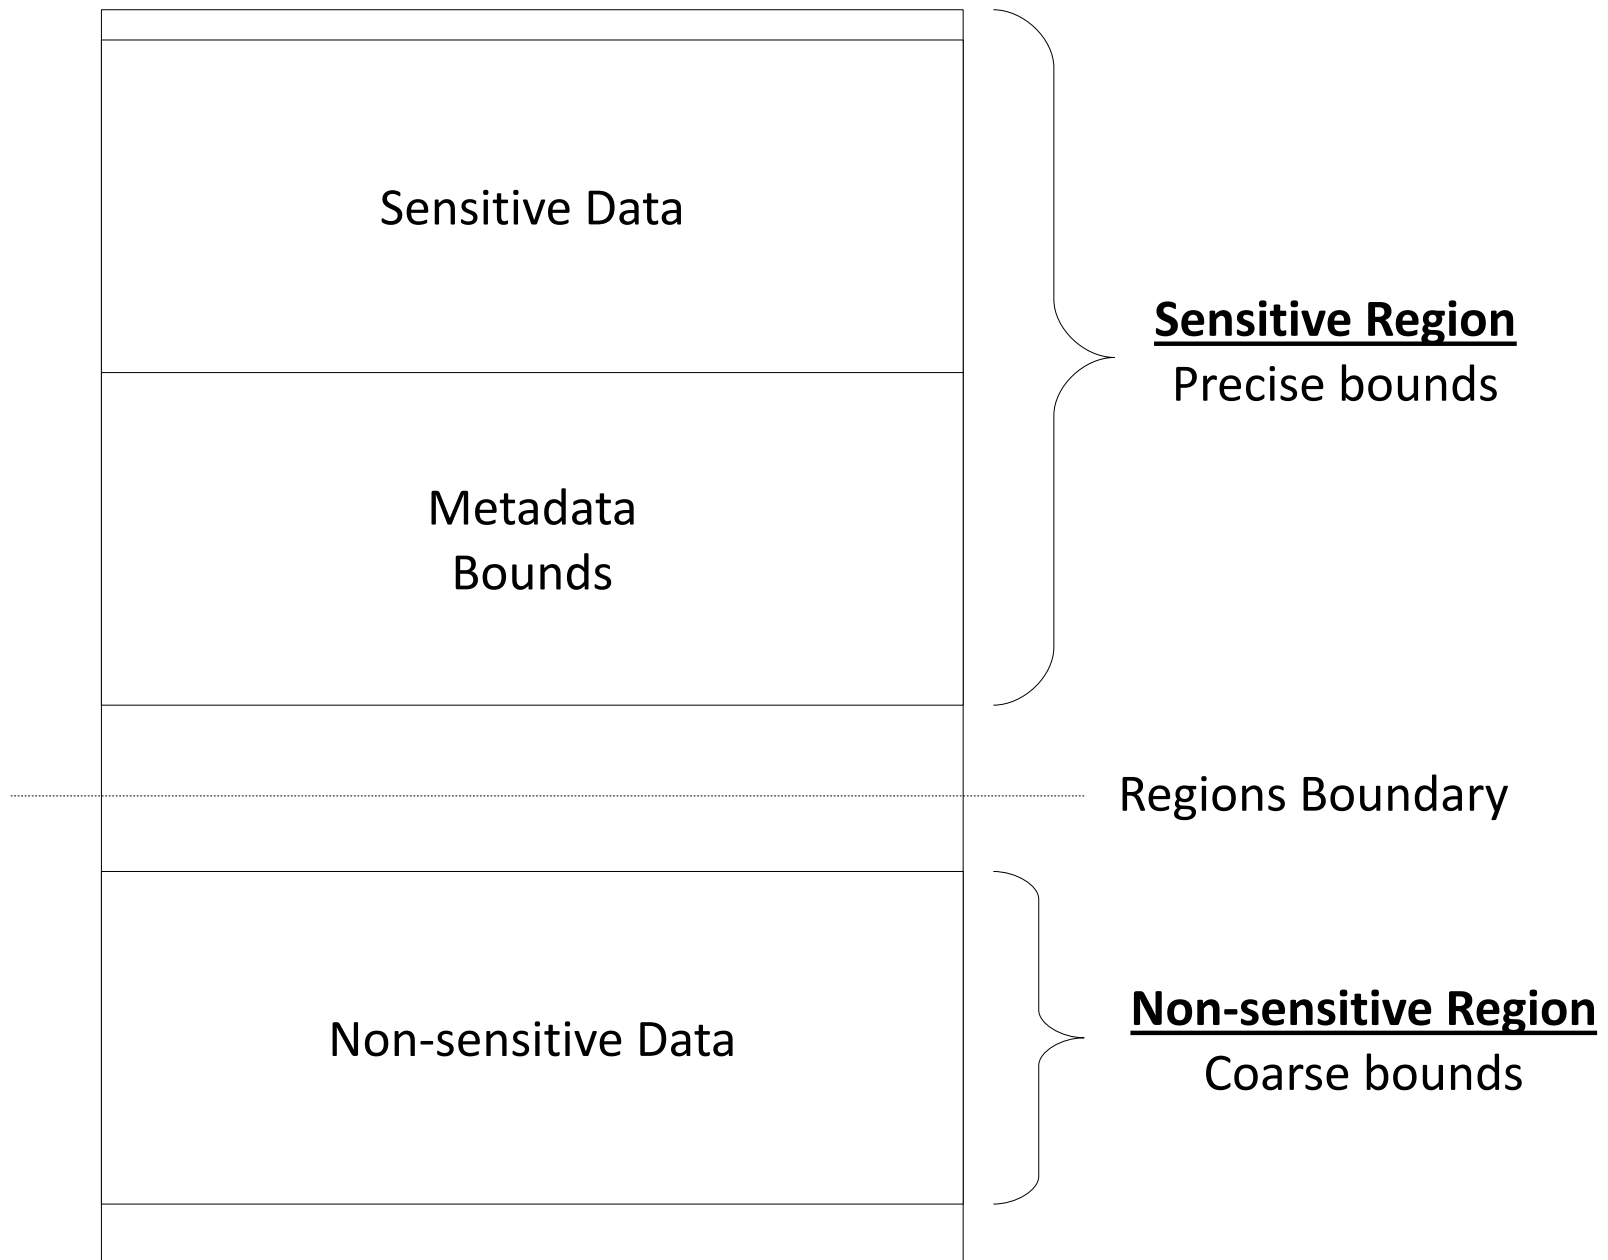 Sensitive Data
Sensitive Region
Precise bounds
Metadata
Bounds
Regions Boundary
Non-sensitive Data
Non-sensitive Region
Coarse bounds